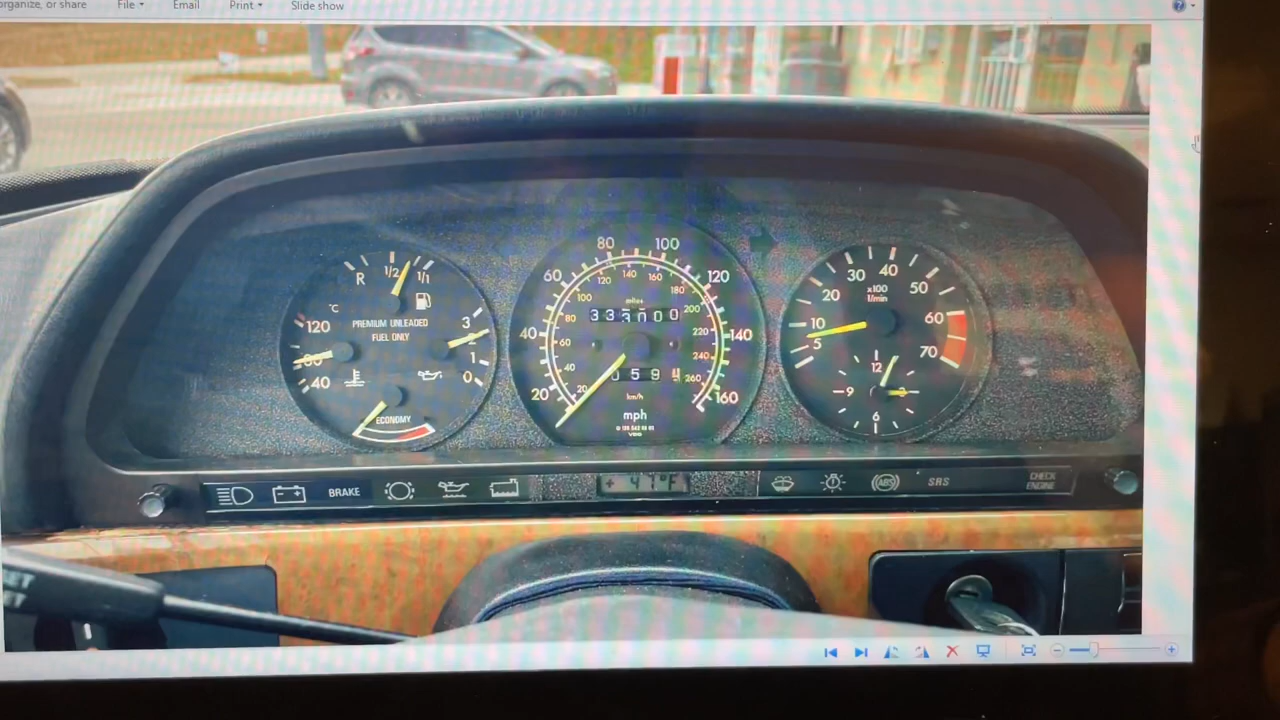 organize, or share File Email Print Slide show
R 1/2 1/1
°C
120
80
40
PREMIUM UNLEADED
FUEL ONLY
3
1
0
ECONOMY
20 40 60 80 100 120 140 160
20 40 60 80 100 120 140 160 180 200 220 240 260
miles
km/h
mph
VDO
5 10 20 30 40 50 60 70
x100
1/min
12
3
6
9
BRAKE
+ 41°F
ABS
SRS
CHECK
ENGINE